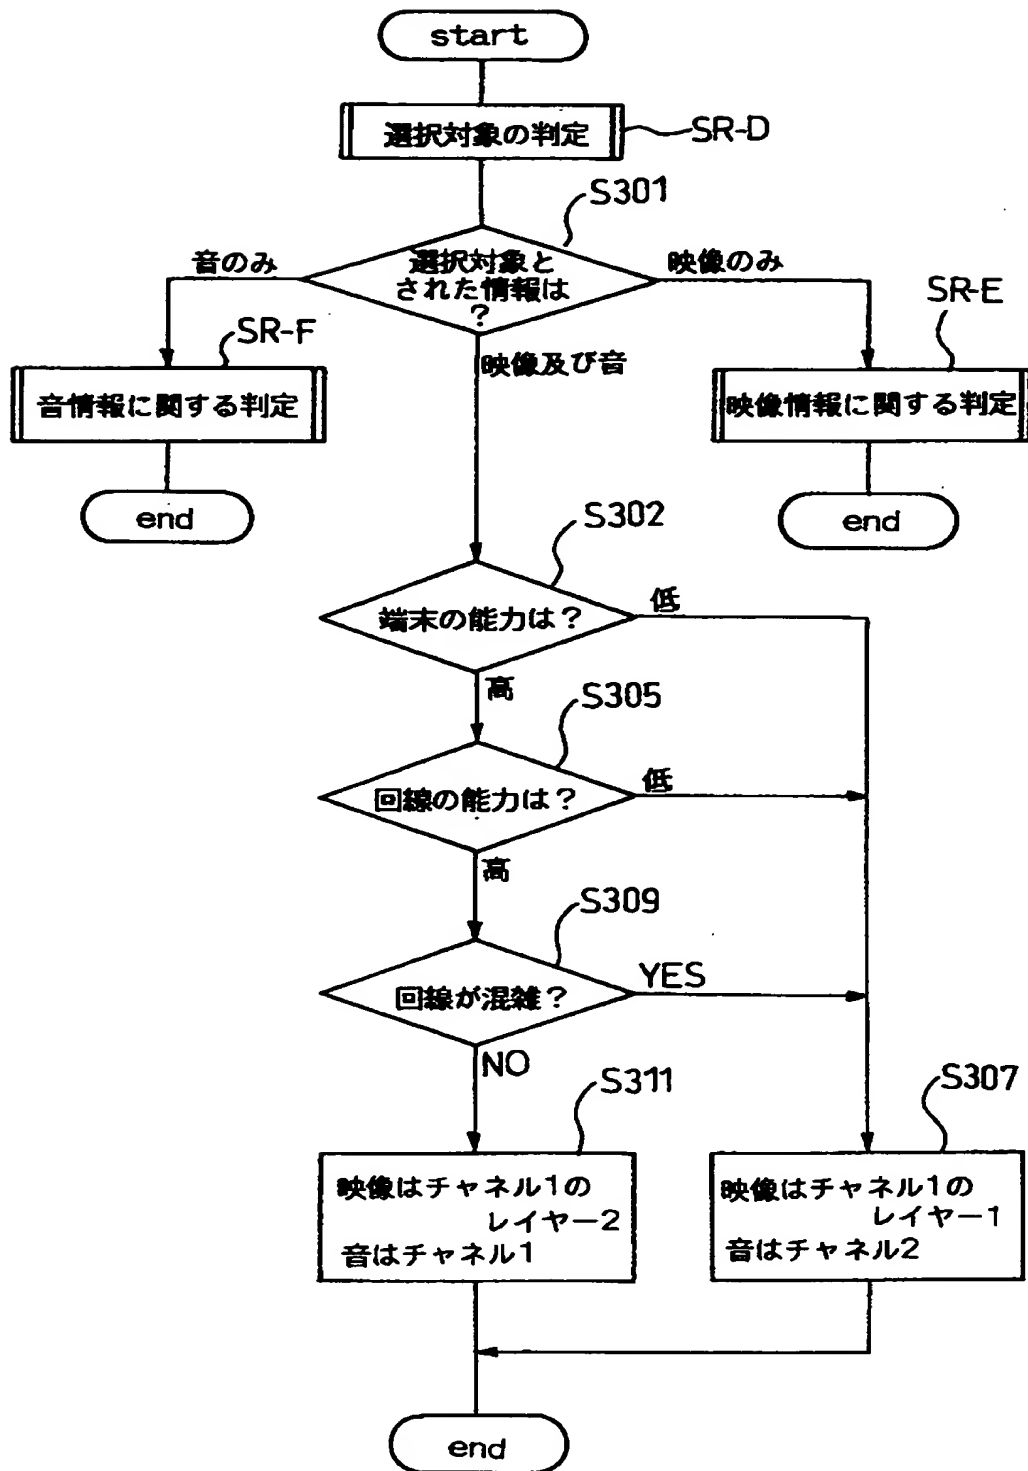 start
選択対象の判定
SR-D
S301
選択対象と
された情報は
?
音のみ
映像のみ
SR-F
SR-E
映像及び音
音情報に関する判定
映像情報に関する判定
end
end
S302
端末の能力は?
低
高
S305
回線の能力は?
低
高
S309
回線が混雑?
YES
NO
S311
S307
映像はチャネル1の
レイヤー2
音はチャネル1
映像はチャネル1の
レイヤー1
音はチャネル2
end